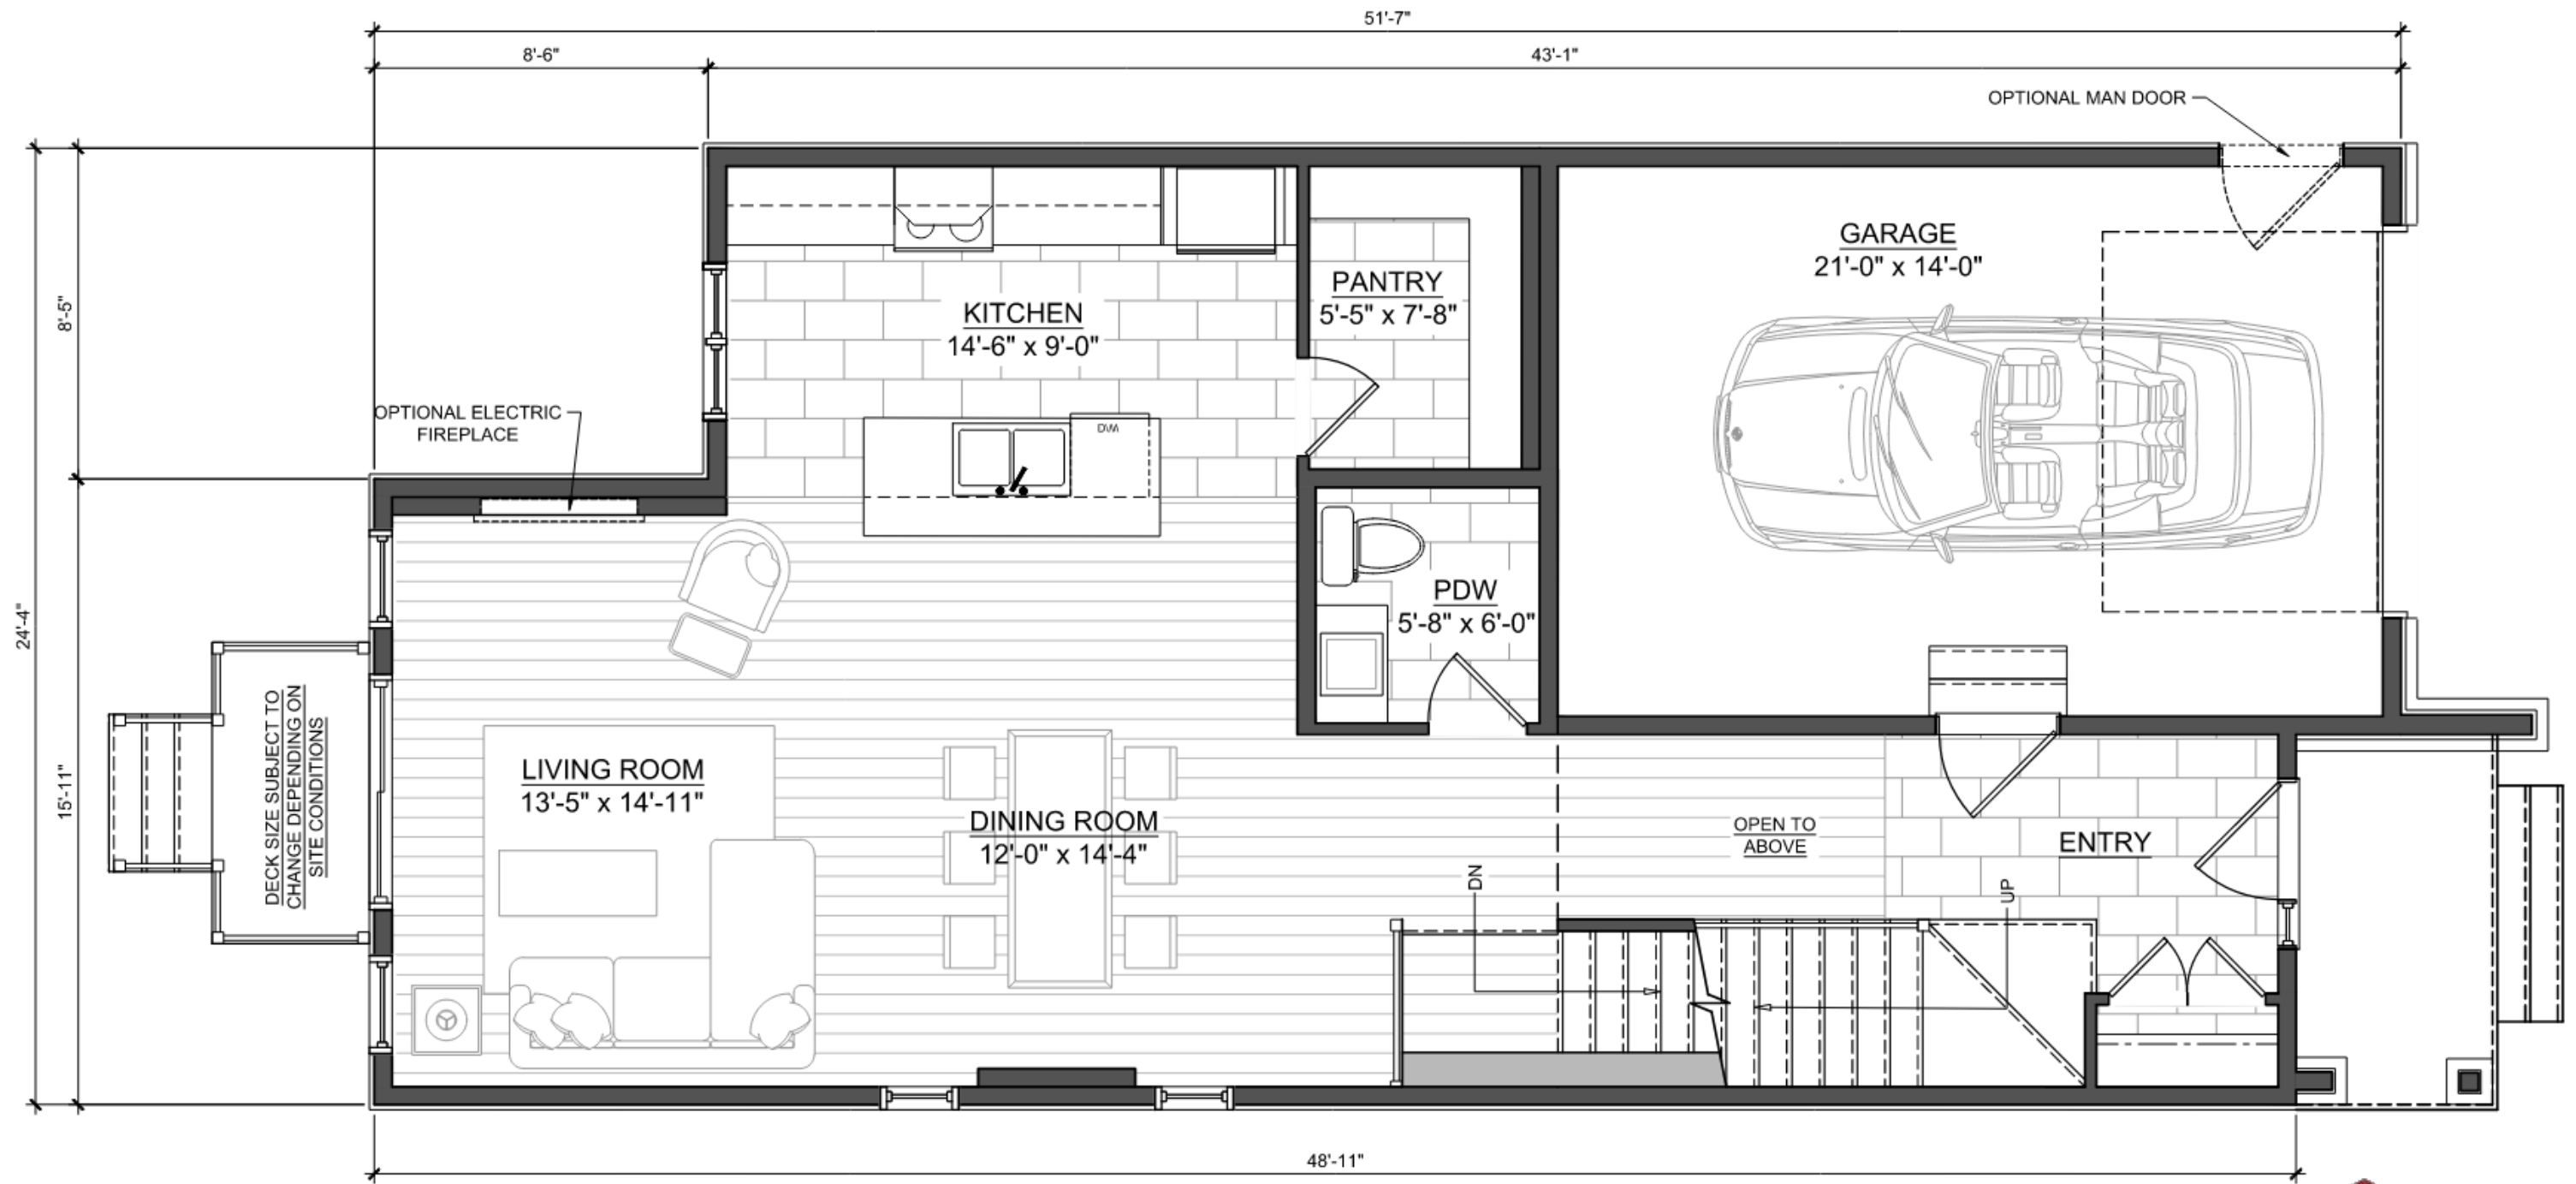 51'-7"
8'-6"
43'-1"
OPTIONAL MAN DOOR
GARAGE
21'-0" x 14'-0"
PANTRY
5'-5" x 7'-8"
KITCHEN
14'-6" x 9'-0"
8'-5"
OPTIONAL ELECTRIC
FIREPLACE
DW
24'-4"
PDW
5'-8" x 6'-0"
DECK SIZE SUBJECT TO
CHANGE DEPENDING ON
SITE CONDITIONS
15'-11"
LIVING ROOM
13'-5" x 14'-11"
DINING ROOM
12'-0" x 14'-4"
OPEN TO
ABOVE
ENTRY
DN
UP
48'-11"